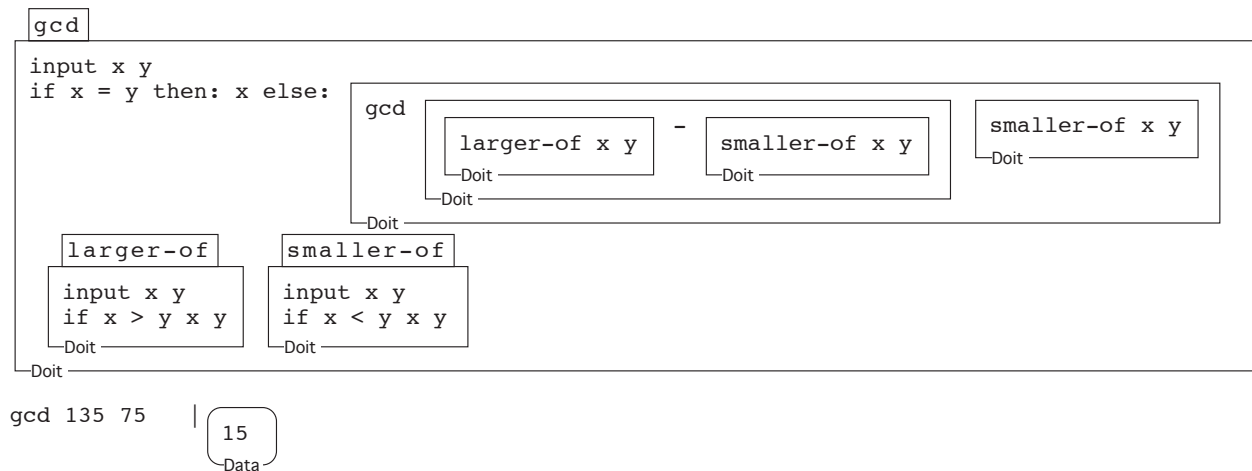 gcd
input x y
if x = y then: x else:
gcd
larger-of x y - smaller-of x y
Doit
Doit
Doit
smaller-of x y
Doit
Doit
larger-of
input x y
if x > y x y
Doit
smaller-of
input x y
if x < y x y
Doit
Doit
gcd 135 75 | 15
Data